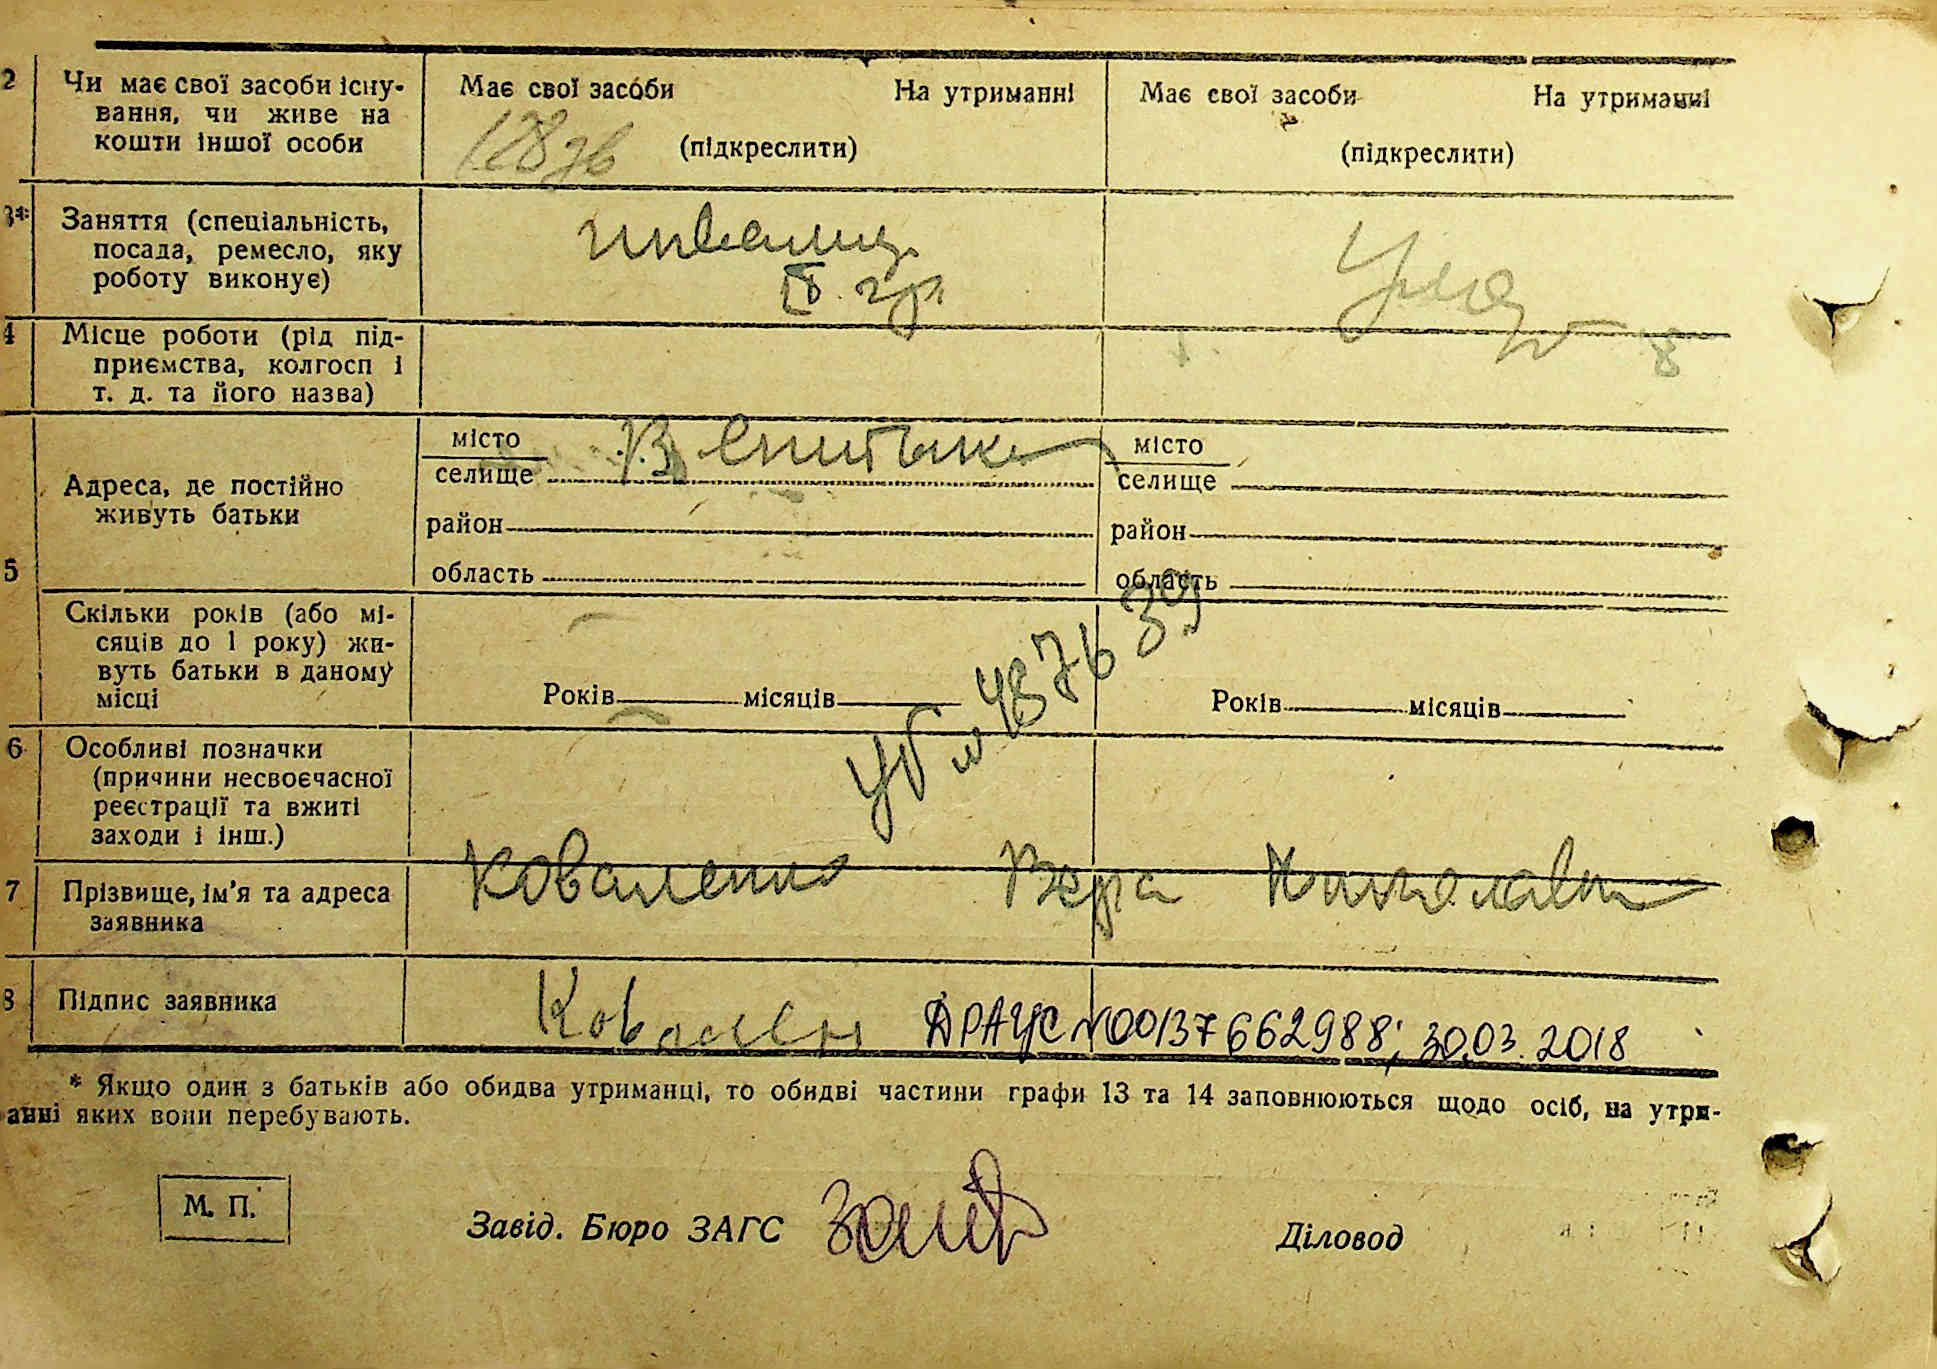 2 Чи має свої засоби існу-
вання, чи живе на
кошти іншої особи
Має свої засоби На утриманні
(підкреслити)
Має свої засоби На утриманні
(підкреслити)
3* Заняття (спеціальність,
посада, ремесло, яку
роботу виконує)
гр.
4 Місце роботи (рід під-
приємства, колгосп і
т. д. та його назва)
5 Адреса, де постійно
живуть батьки
місто
селище
район
область
місто
селище
район
область
Скільки років (або мі-
сяців до 1 року) жи-
вуть батьки в даному
місці
Років місяців
Років місяців
6 Особливі позначки
(причини несвоєчасної
реєстрації та вжиті
заходи і інш.)
7 Прізвище, ім'я та адреса
заявника
Коваленко Вера
8 Підпис заявника
Ковален
ДРАЦС №00137662988; 30.03.2018
* Якщо один з батьків або обидва утриманці, то обидві частини графи 13 та 14 заповнюються щодо осіб, на утри-
анні яких вони перебувають.
М. П.
Завід. Бюро ЗАГС
Діловод